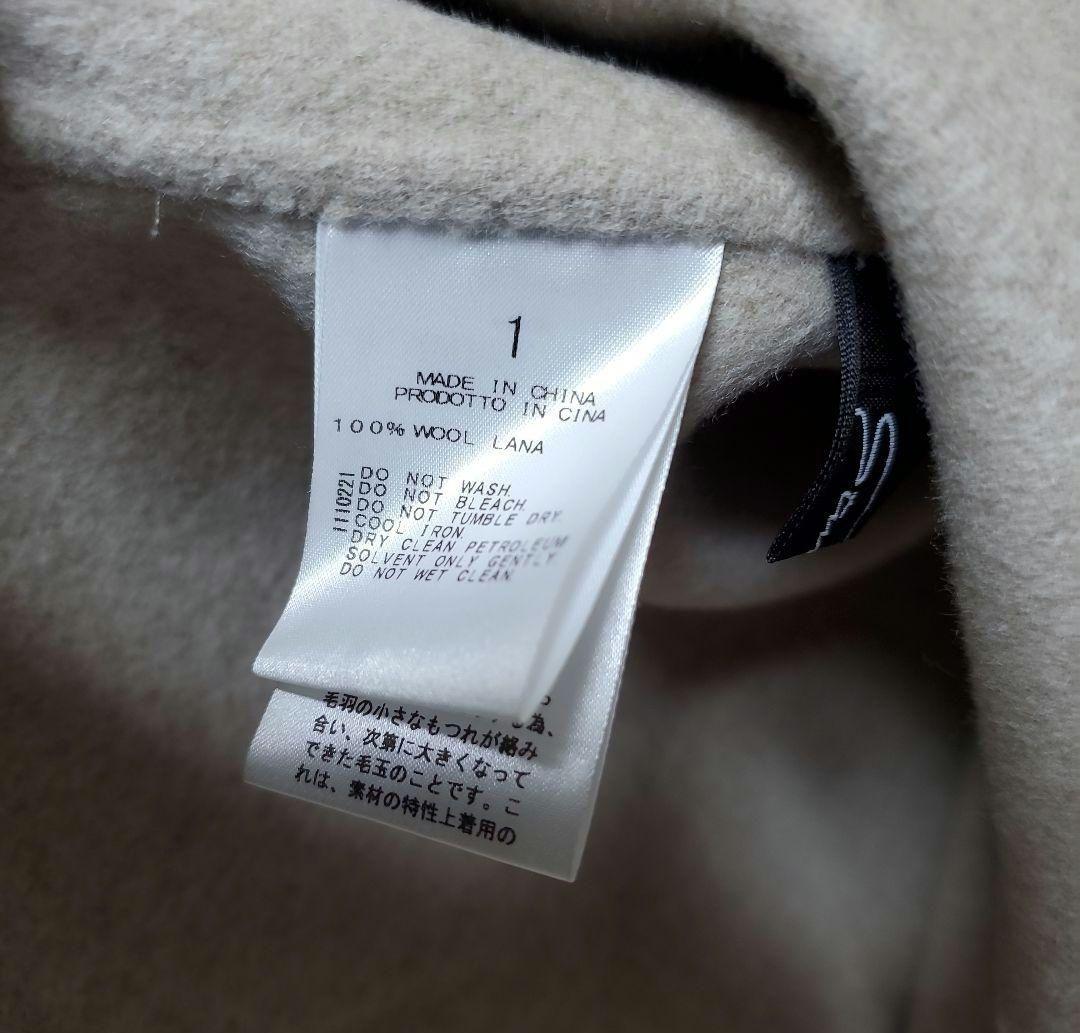 1
MADE IN CHINA
PRODOTTO IN CINA
100% WOOL LANA
1110221
DO NOT WASH.
DO NOT BLEACH.
DO NOT TUMBLE DRY.
COOL IRON.
DRY CLEAN PETROLEUM
SOLVENT ONLY GENTLY.
DO NOT WET CLEAN.
毛羽の小さなもつれが絡み
合い、次第に大きくなって
できた毛玉のことです。こ
れは、素材の特性上着用の